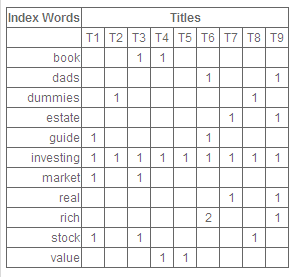 Index Words Titles
T1 T2 T3 T4 T5 T6 T7 T8 T9
book 1 1
dads 1 1
dummies 1 1
estate 1 1
guide 1 1
investing 1 1 1 1 1 1 1 1 1
market 1 1
real 1 1
rich 2 1
stock 1 1 1
value 1 1